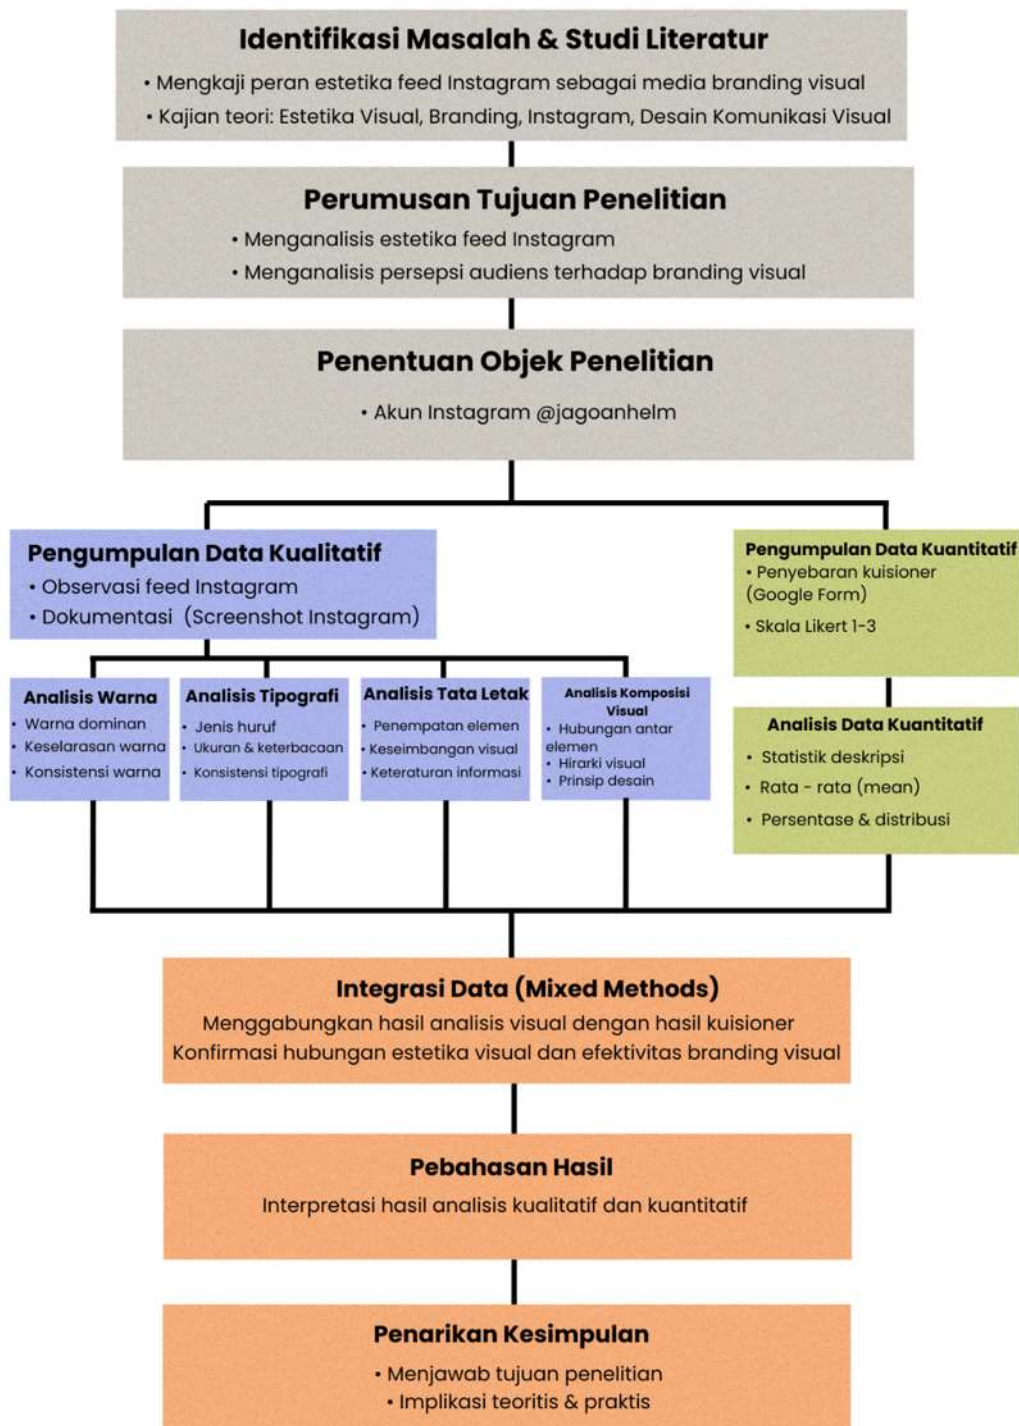 Identifikasi Masalah & Studi Literatur
• Mengkaji peran estetika feed Instagram sebagai media branding visual
• Kajian teori: Estetika Visual, Branding, Instagram, Desain Komunikasi Visual
Perumusan Tujuan Penelitian
• Menganalisis estetika feed Instagram
• Menganalisis persepsi audiens terhadap branding visual
Penentuan Objek Penelitian
• Akun Instagram @jagoanhelm
Pengumpulan Data Kualitatif
• Observasi feed Instagram
• Dokumentasi (Screenshot Instagram)
Pengumpulan Data Kuantitatif
• Penyebaran kuisioner
(Google Form)
• Skala Likert 1-3
Analisis Warna
• Warna dominan
• Keselarasan warna
• Konsistensi warna
Analisis Tipografi
• Jenis huruf
• Ukuran & keterbacaan
• Konsistensi tipografi
Analisis Tata Letak
• Penempatan elemen
• Keseimbangan visual
• Keteraturan informasi
Analisis Komposisi
Visual
• Hubungan antar
elemen
• Hirarki visual
• Prinsip desain
Analisis Data Kuantitatif
• Statistik deskripsi
• Rata - rata (mean)
• Persentase & distribusi
Integrasi Data (Mixed Methods)
Menggabungkan hasil analisis visual dengan hasil kuisioner
Konfirmasi hubungan estetika visual dan efektivitas branding visual
Pebahasan Hasil
Interpretasi hasil analisis kualitatif dan kuantitatif
Penarikan Kesimpulan
• Menjawab tujuan penelitian
• Implikasi teoritis & praktis